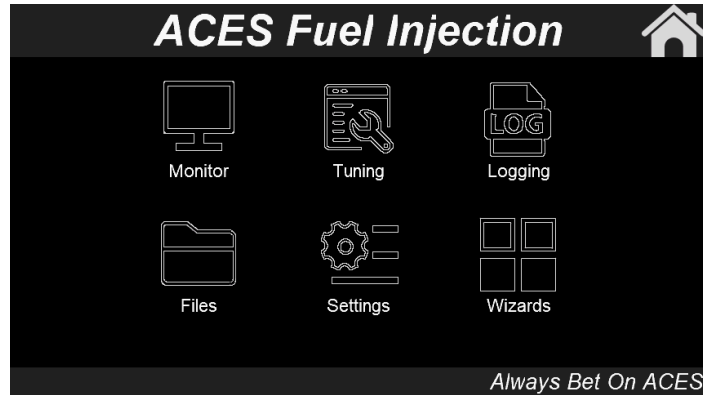 ACES Fuel Injection
Monitor
Tuning
LOG
Logging
Files
Settings
Wizards
Always Bet On ACES